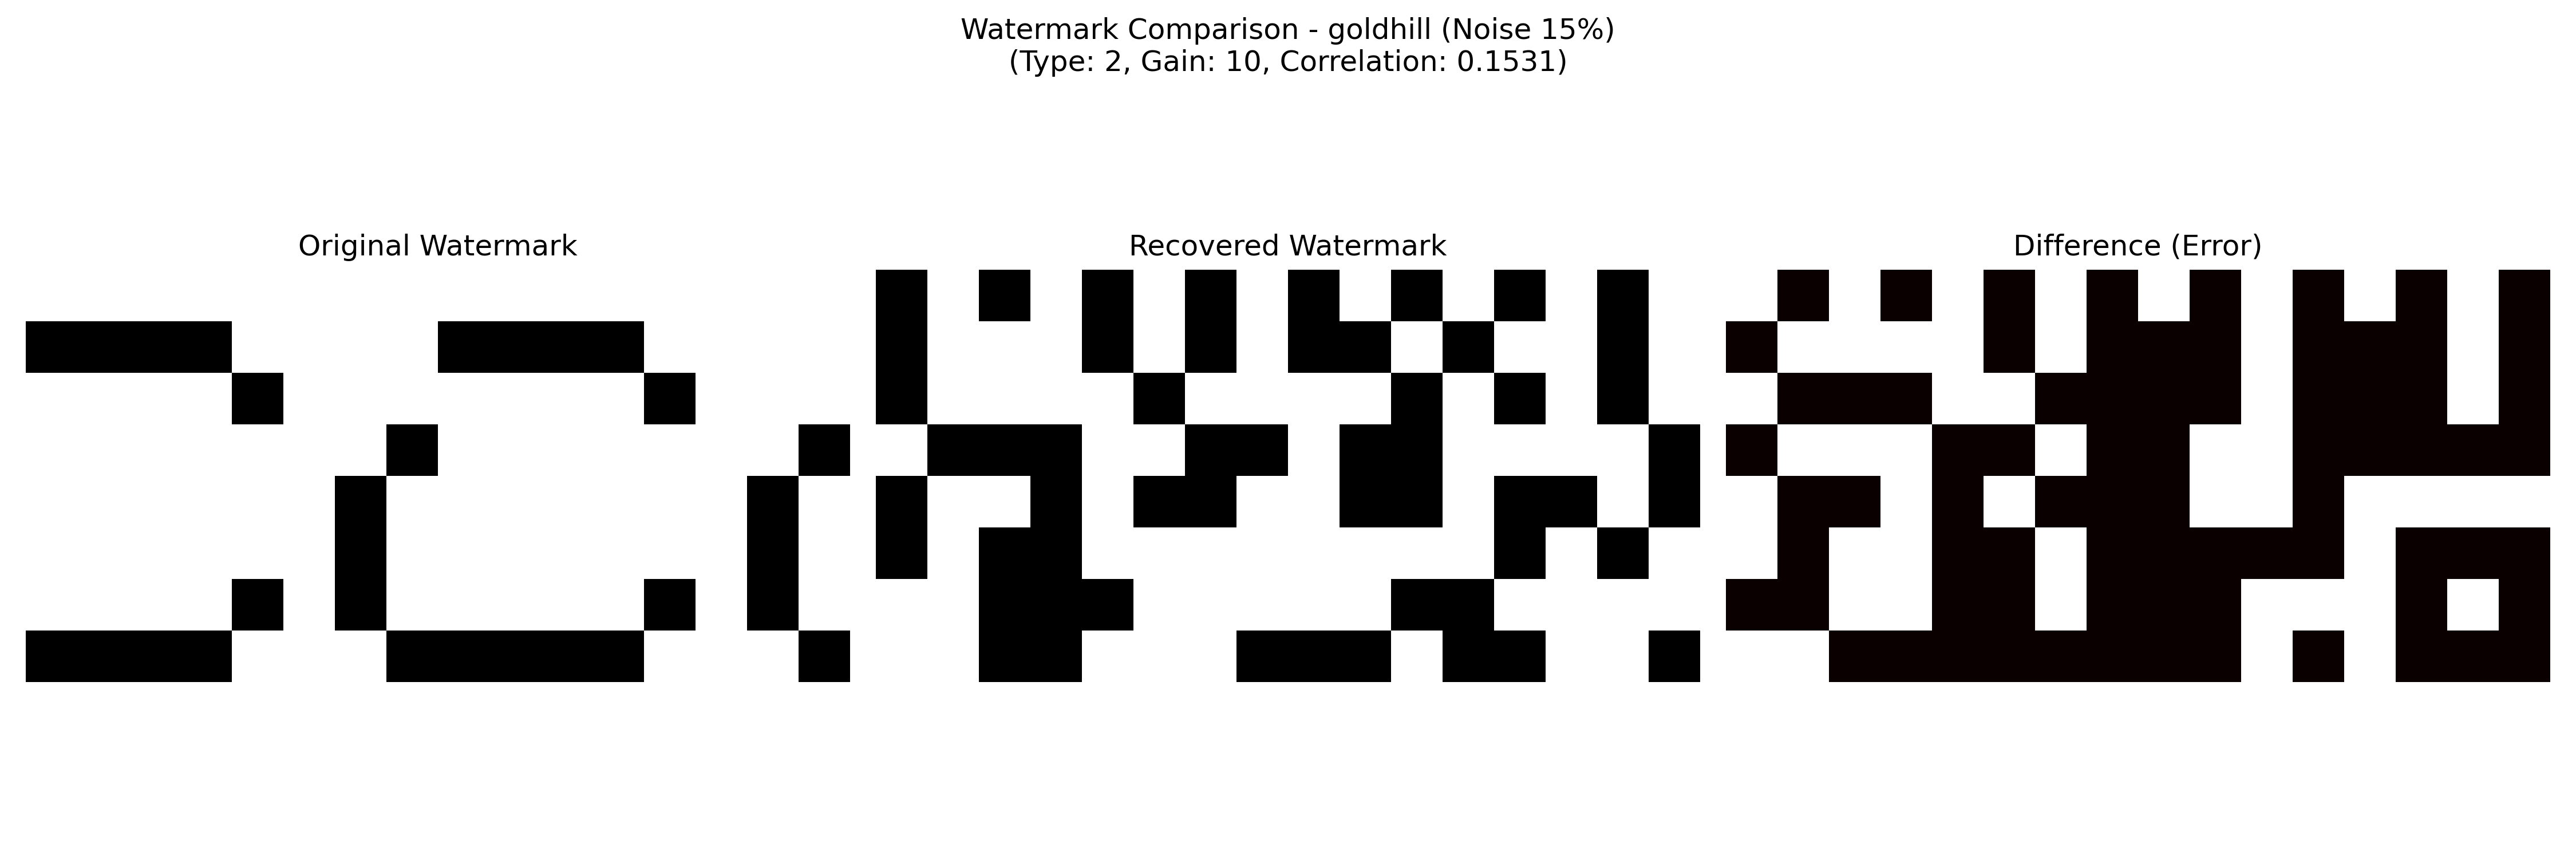 Watermark Comparison - goldhill (Noise 15%)
(Type: 2, Gain: 10, Correlation: 0.1531)
Original Watermark
Recovered Watermark
Difference (Error)